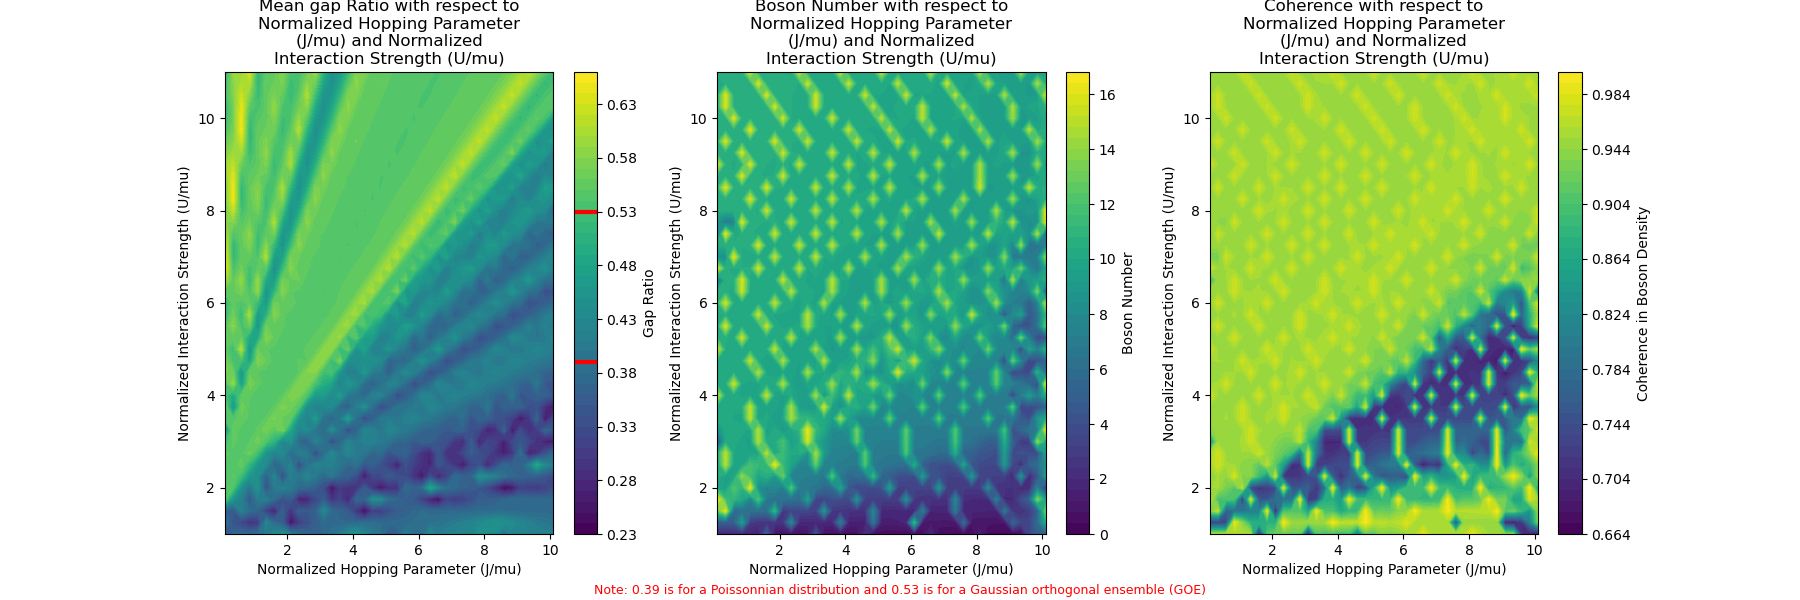 Mean gap Ratio with respect to
Normalized Hopping Parameter
(J/mu) and Normalized
Interaction Strength (U/mu)
Normalized Interaction Strength (U/mu)
10
8
6
4
2
2
4
6
8
10
Normalized Hopping Parameter (J/mu)
0.63
0.58
0.53
0.48
0.43
0.38
0.33
0.28
0.23
Gap Ratio
Boson Number with respect to
Normalized Hopping Parameter
(J/mu) and Normalized
Interaction Strength (U/mu)
Normalized Interaction Strength (U/mu)
10
8
6
4
2
2
4
6
8
10
Normalized Hopping Parameter (J/mu)
16
14
12
10
8
6
4
2
0
Boson Number
Coherence with respect to
Normalized Hopping Parameter
(J/mu) and Normalized
Interaction Strength (U/mu)
Normalized Interaction Strength (U/mu)
10
8
6
4
2
2
4
6
8
10
Normalized Hopping Parameter (J/mu)
0.984
0.944
0.904
0.864
0.824
0.784
0.744
0.704
0.664
Coherence in Boson Density
Note: 0.39 is for a Poissonnian distribution and 0.53 is for a Gaussian orthogonal ensemble (GOE)